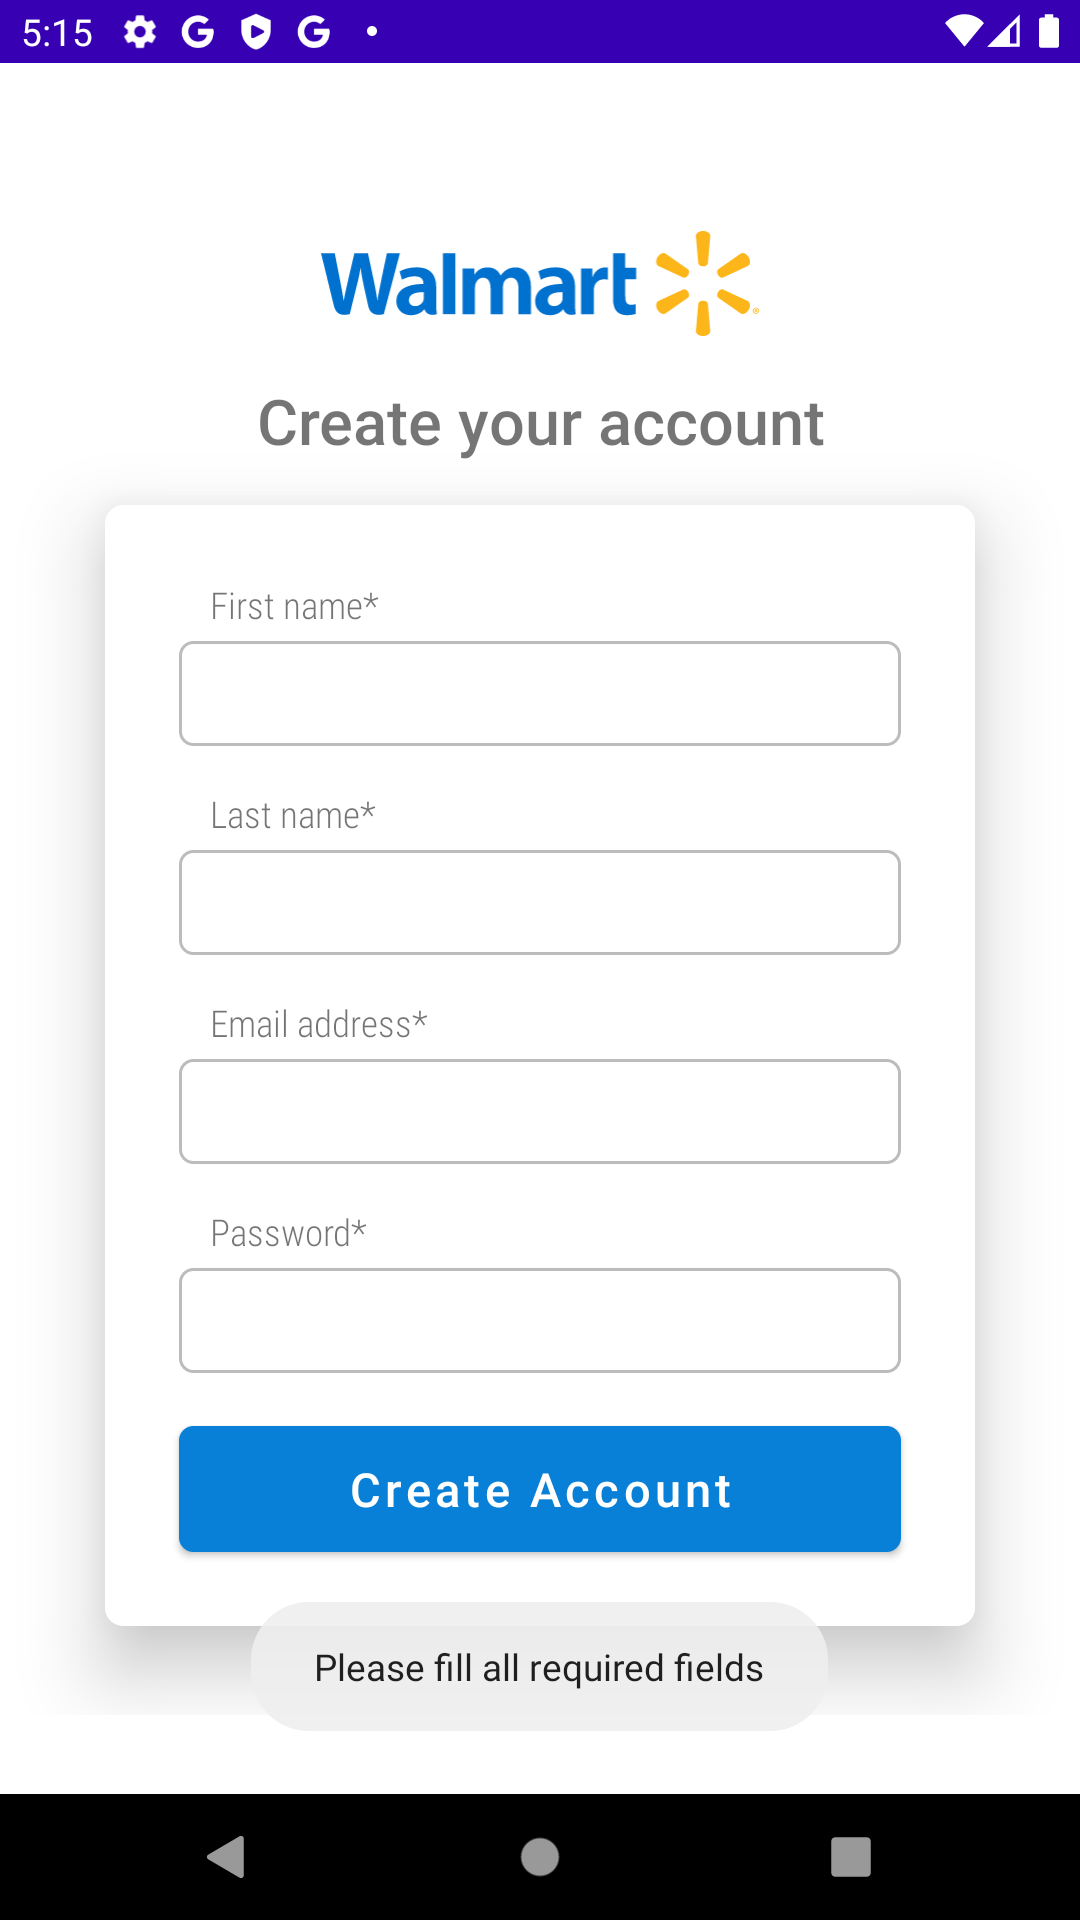 5:15
Walmart
Create your account
First name*
Last name*
Email address*
Password*
Create Account
Please fill all required fields